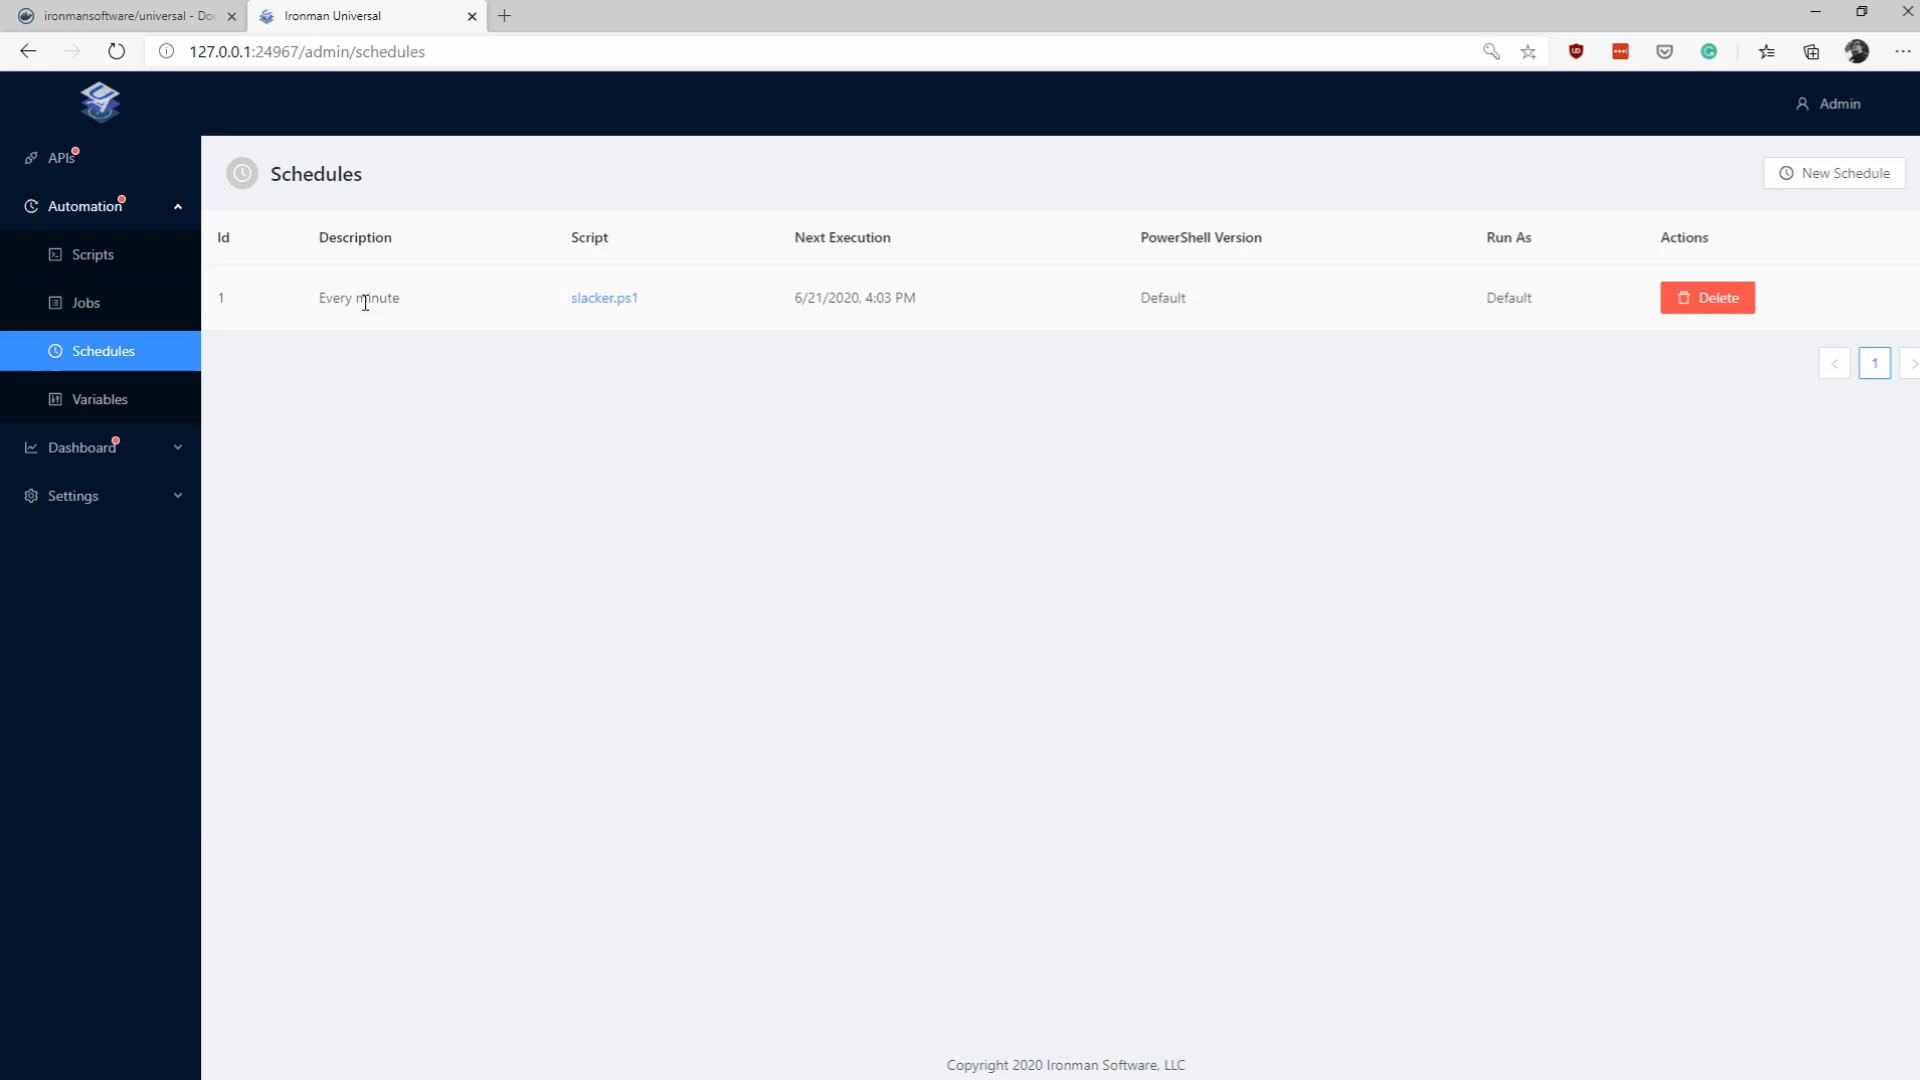 ironmansoftware/universal - Doc
Ironman Universal
127.0.0.1:24967/admin/schedules
Admin
APIs
Automation
Scripts
Jobs
Schedules
Variables
Dashboard
Settings
Schedules
New Schedule
Id Description Script Next Execution PowerShell Version Run As Actions
1 Every minute slacker.ps1 6/21/2020, 4:03 PM Default Default Delete
< 1 >
Copyright 2020 Ironman Software, LLC